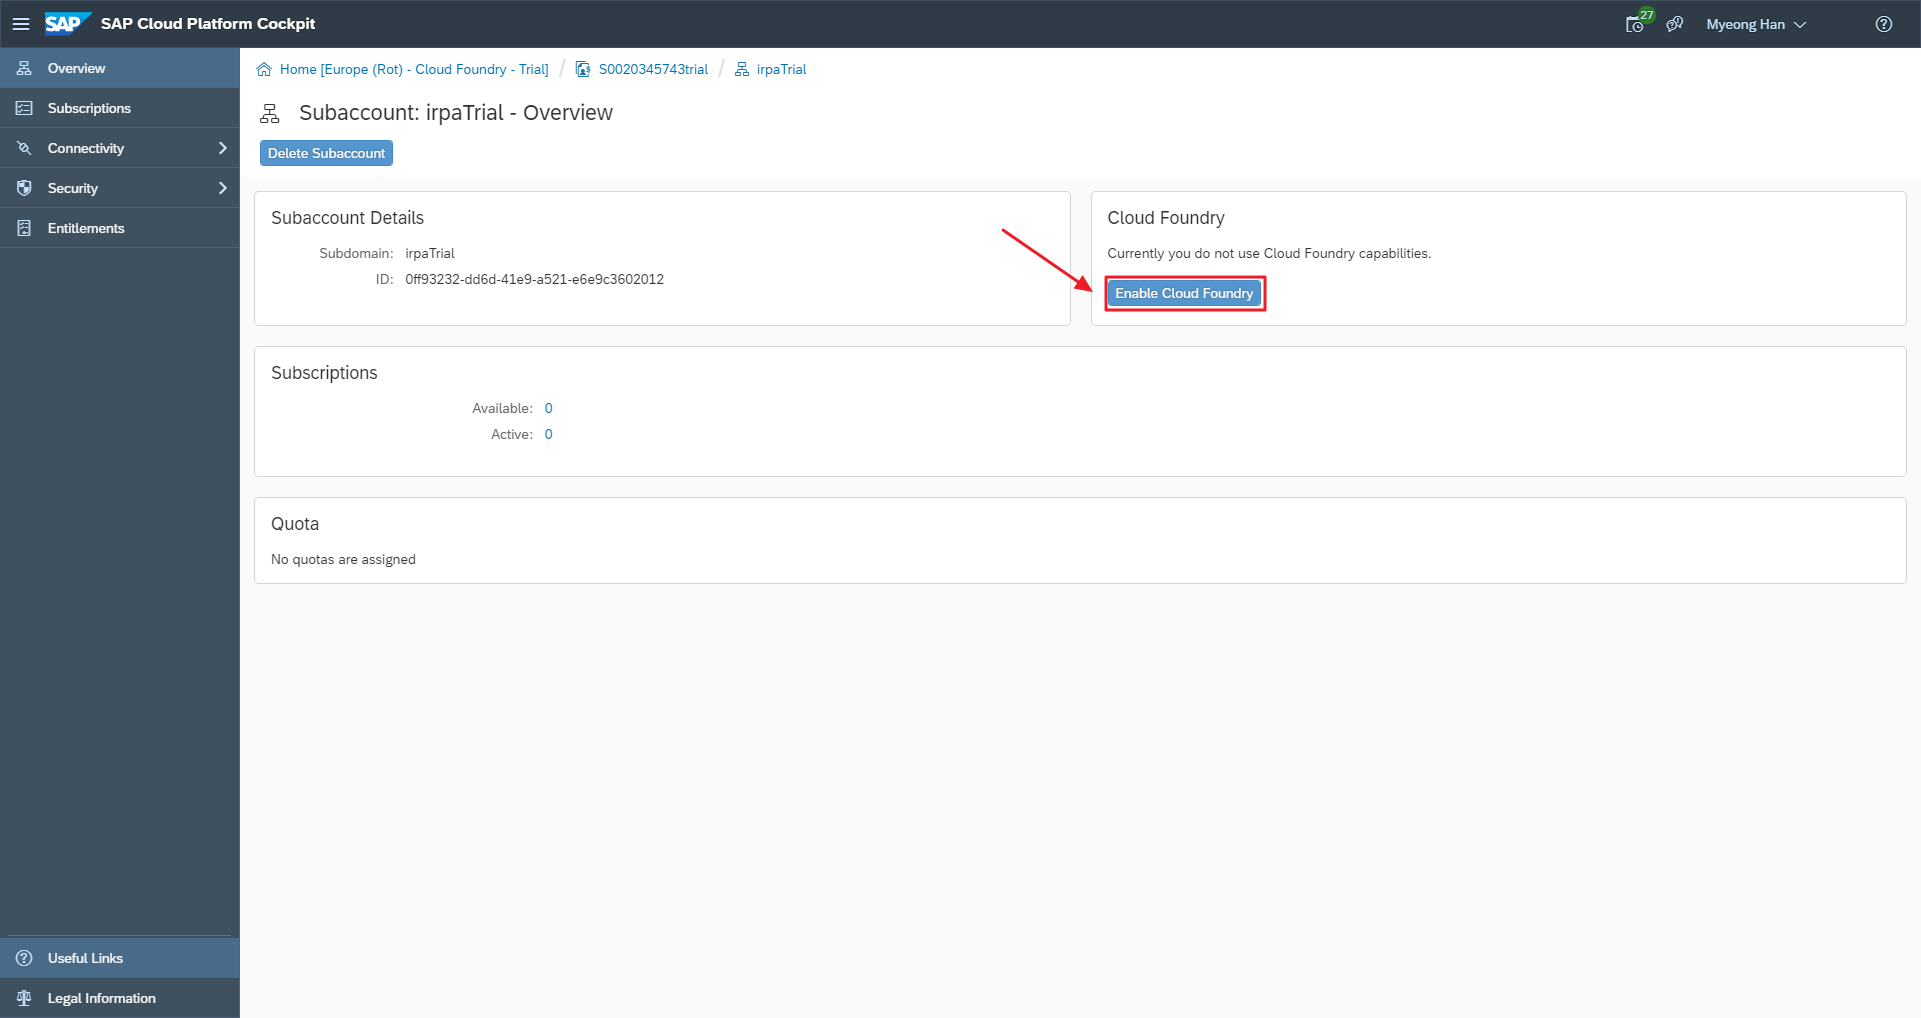 SAP SAP Cloud Platform Cockpit
27
Myeong Han
Overview
Subscriptions
Connectivity
Security
Entitlements
Useful Links
Legal Information
Home [Europe (Rot) - Cloud Foundry - Trial] / S0020345743trial / irpaTrial
Subaccount: irpaTrial - Overview
Delete Subaccount
Subaccount Details
Subdomain: irpaTrial
ID: 0ff93232-dd6d-41e9-a521-e6e9c3602012
Cloud Foundry
Currently you do not use Cloud Foundry capabilities.
Enable Cloud Foundry
Subscriptions
Available: 0
Active: 0
Quota
No quotas are assigned